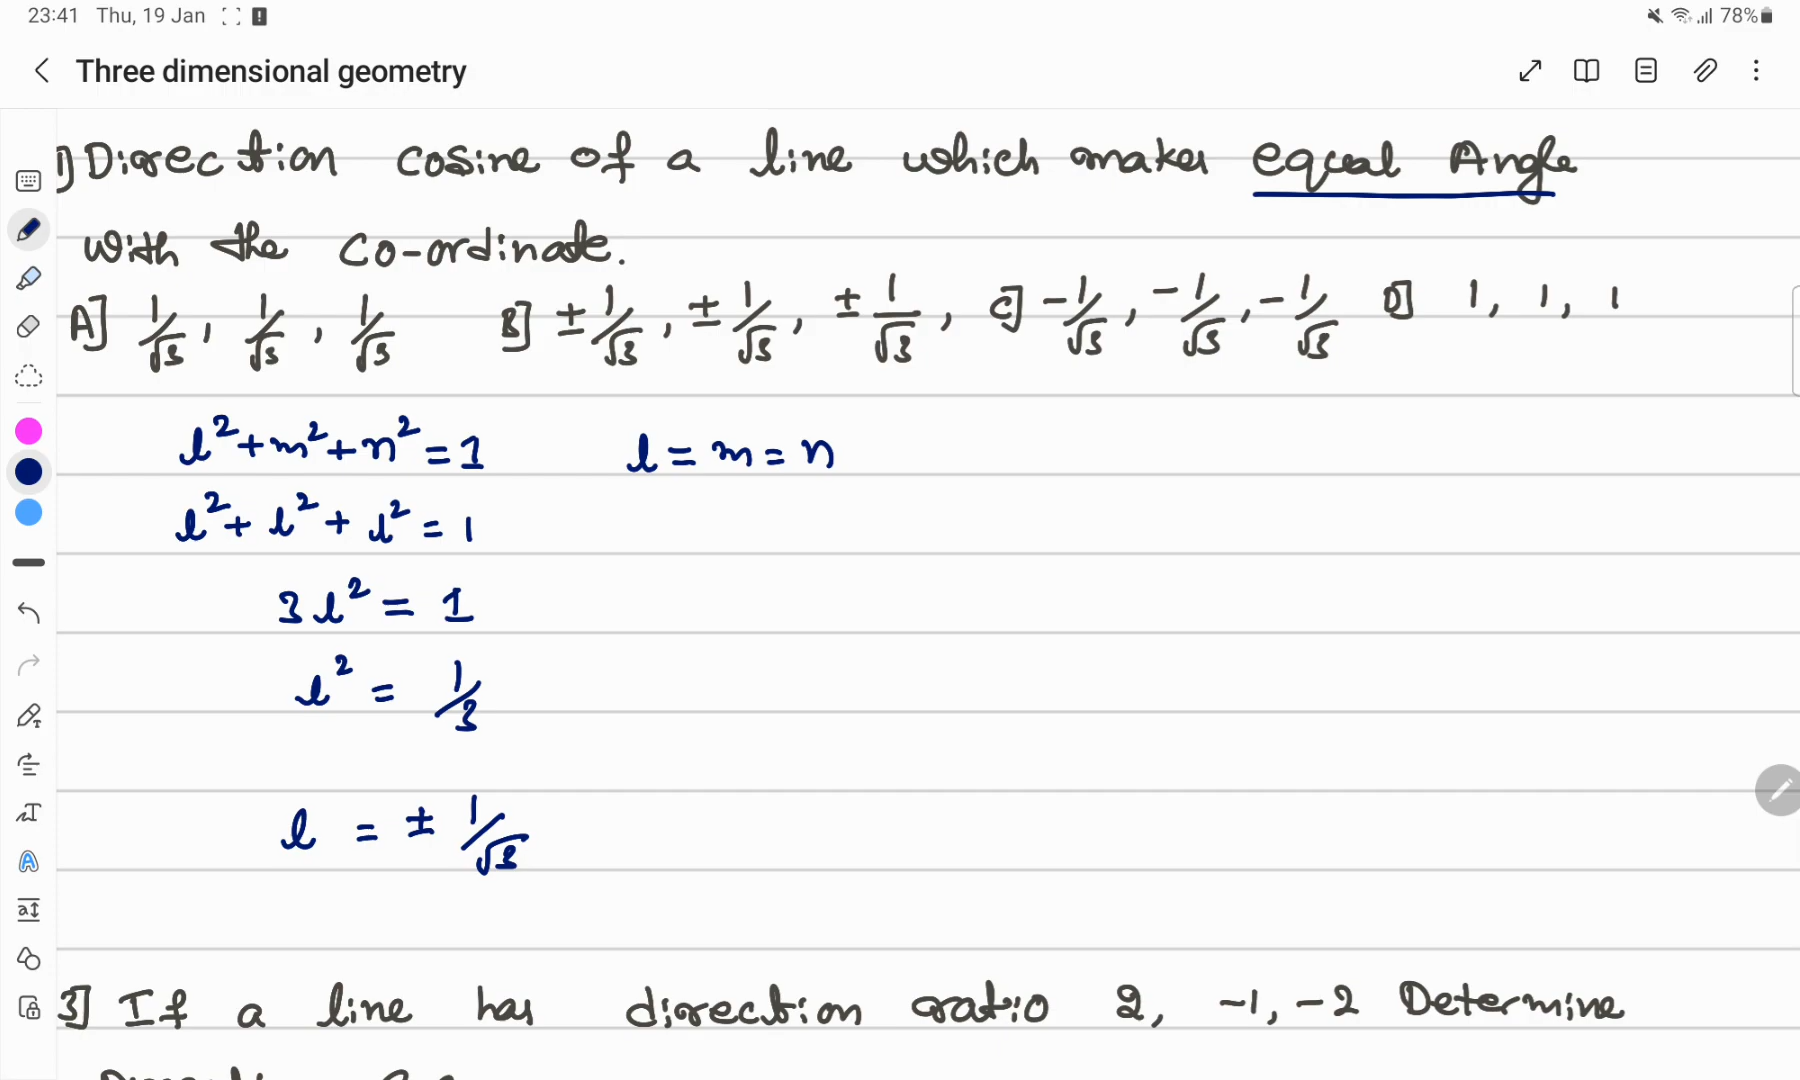 23:41 Thu, 19 Jan
78%
Three dimensional geometry
1) Direction cosine of a line which makes equal Angle
with the co-ordinate.
A] 1/√3, 1/√3, 1/√3 B] ±1/√3, ±1/√3, ±1/√3, C] -1/√3, -1/√3, -1/√3 D] 1, 1, 1
l²+m²+n²=1 l=m=n
l²+l²+l²=1
3l²=1
l²=1/3
l=±1/√3
3] If a line has direction ratio 2, -1, -2 Determine